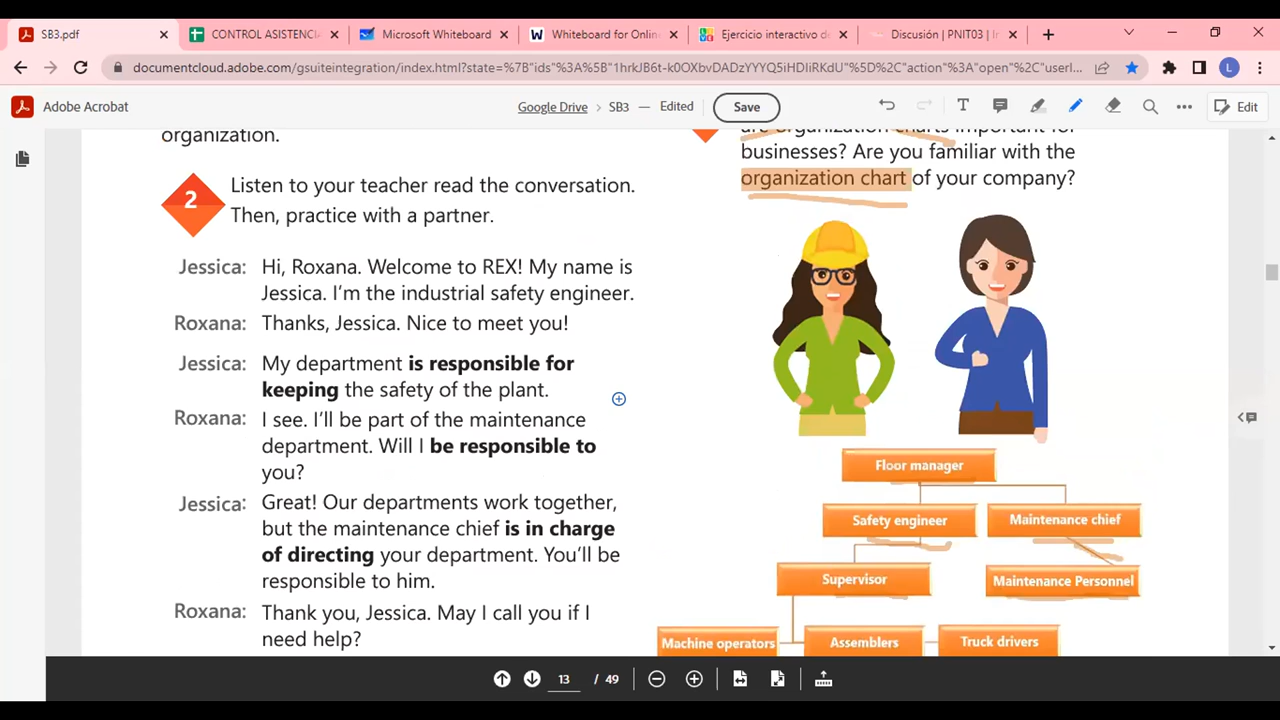 SB3.pdf
CONTROL ASISTENCI
Microsoft Whiteboard
Whiteboard for Onlin
Ejercicio interactivo de
Discusión | PNIT03 | In
documentcloud.adobe.com/gsuiteintegration/index.html?state=%7B"ids"%3A%5B"1hrkJB6t-k0OXbvDADzYYYQ5iHDIiRKdU"%5D%2C"action"%3A"open"%2C"userI...
L
Adobe Acrobat
Google Drive > SB3 — Edited
Save
Edit
organization.
are organization charts important for
businesses? Are you familiar with the
organization chart of your company?
2
Listen to your teacher read the conversation.
Then, practice with a partner.
Jessica: Hi, Roxana. Welcome to REX! My name is
Jessica. I'm the industrial safety engineer.
Roxana: Thanks, Jessica. Nice to meet you!
Jessica: My department is responsible for
keeping the safety of the plant.
Roxana: I see. I'll be part of the maintenance
department. Will I be responsible to
you?
Jessica: Great! Our departments work together,
but the maintenance chief is in charge
of directing your department. You'll be
responsible to him.
Roxana: Thank you, Jessica. May I call you if I
need help?
Floor manager
Safety engineer
Maintenance chief
Supervisor
Maintenance Personnel
Machine operators
Assemblers
Truck drivers
13 / 49